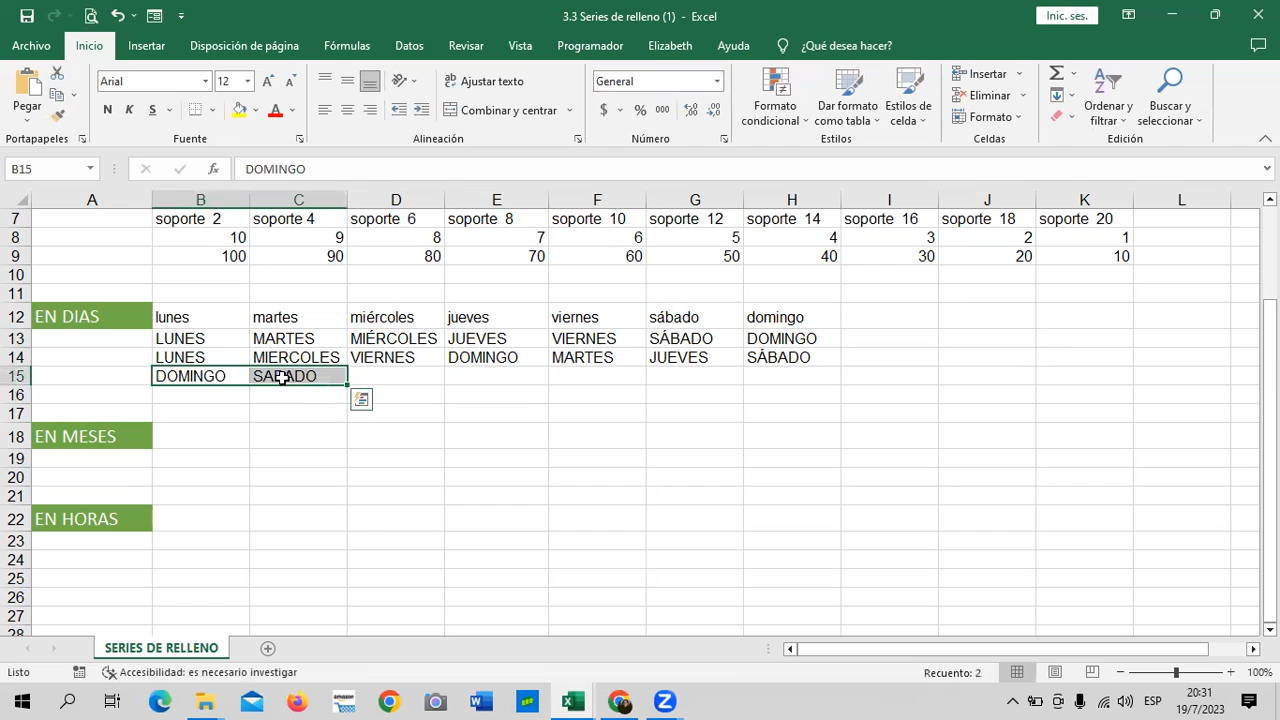 3.3 Series de relleno (1) - Excel
Inic. ses.
Archivo Inicio Insertar Disposición de página Fórmulas Datos Revisar Vista Programador Elizabeth Ayuda ¿Qué desea hacer?
Pegar
Portapapeles
Arial 12
N K S
Fuente
Ajustar texto
Combinar y centrar
Alineación
General
$ % 000
Número
Formato condicional
Dar formato como tabla
Estilos de celda
Estilos
Insertar
Eliminar
Formato
Celdas
Ordenar y filtrar
Buscar y seleccionar
Edición
B15 fx DOMINGO
A B C D E F G H I J K L
7 soporte 2 soporte 4 soporte 6 soporte 8 soporte 10 soporte 12 soporte 14 soporte 16 soporte 18 soporte 20
8 10 9 8 7 6 5 4 3 2 1
9 100 90 80 70 60 50 40 30 20 10
10
11
12 EN DIAS lunes martes miércoles jueves viernes sábado domingo
13 LUNES MARTES MIÉRCOLES JUEVES VIERNES SÁBADO DOMINGO
14 LUNES MIERCOLES VIERNES DOMINGO MARTES JUEVES SÁBADO
15 DOMINGO SABADO
16
17
18 EN MESES
19
20
21
22 EN HORAS
23
24
25
26
27
28
SERIES DE RELLENO
Listo Accesibilidad: es necesario investigar Recuento: 2 100%
ESP
20:31
19/7/2023